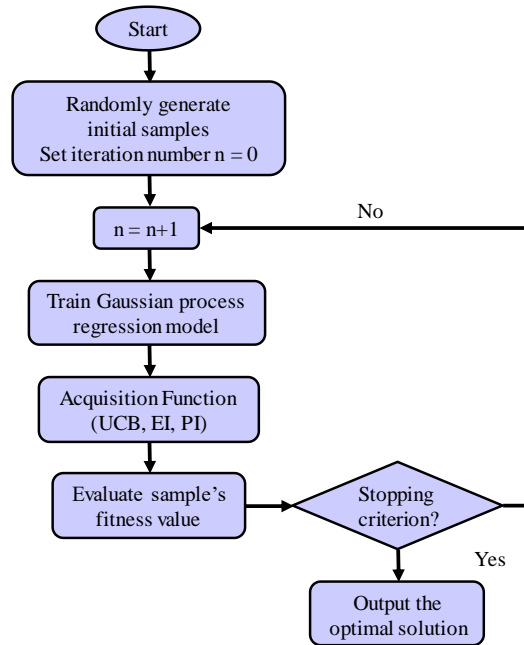 Start
Randomly generate
initial samples
Set iteration number n = 0
No
n = n+1
Train Gaussian process
regression model
Acquisition Function
(UCB, EI, PI)
Evaluate sample's
fitness value
Stopping
criterion?
Yes
Output the
optimal solution